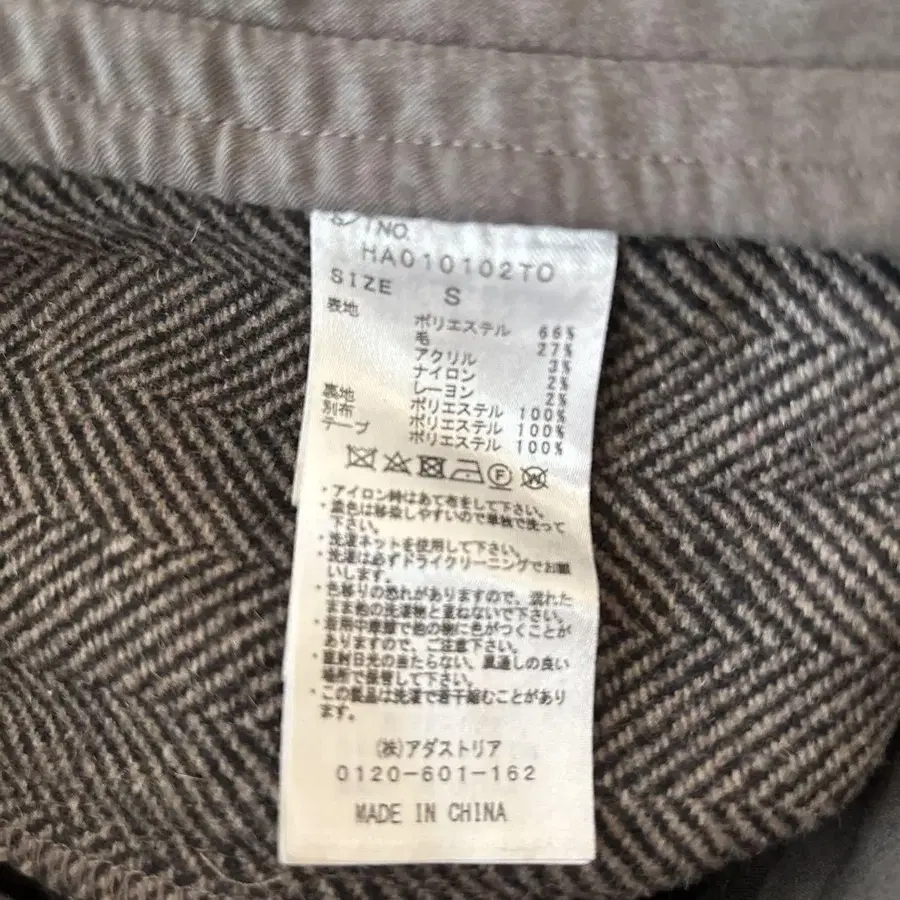 INO.
HA010102TO
SIZE S
表地 ポリエステル 66%
毛 27%
アクリル 3%
ナイロン 2%
レーヨン 2%
裏地 ポリエステル 100%
別布 ポリエステル 100%
テープ ポリエステル 100%
F
W
・アイロン時はあて布をして下さい。
・濃色は移染しやすいので単独で洗って
下さい。
・洗濯ネットを使用して下さい。
・洗濯は必ずドライクリーニングでお願
いします。
・色移りの恐れがありますので、濡れた
まま他の洗濯物と重ねないで下さい。
・着用中摩擦で他の物に色がつくことが
ありますので、ご注意下さい。
・直射日光の当たらない、風通しの良い
場所で保管して下さい。
・この製品は洗濯で若干縮むことがあり
ます。
(株)アダストリア
0120-601-162
MADE IN CHINA